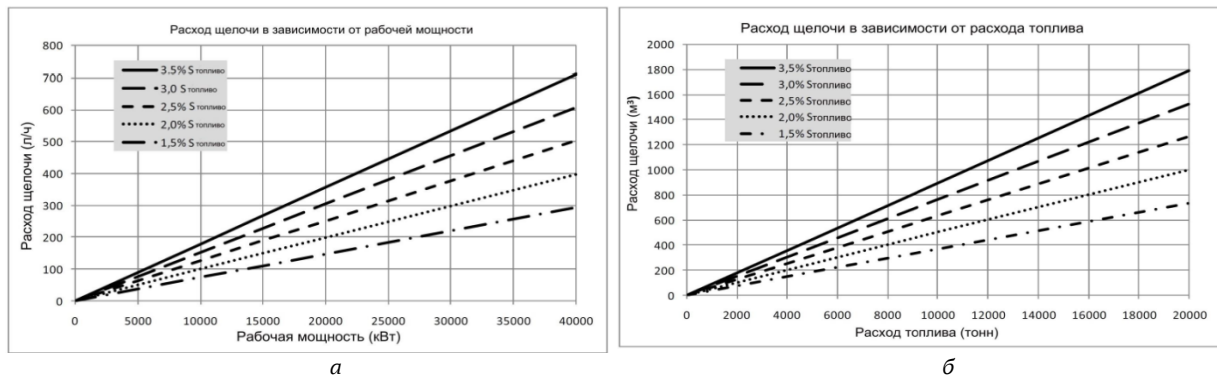 Расход щелочи в зависимости от рабочей мощности
800
700
600
500
400
300
200
100
0
Расход щелочи (л/ч)
3.5% S топливо
3,0 S топливо
2,5% S топливо
2,0% S топливо
1,5% S топливо
0 5000 10000 15000 20000 25000 30000 35000 40000
Рабочая мощность (кВт)
а
Расход щелочи в зависимости от расхода топлива
2000
1800
1600
1400
1200
1000
800
600
400
200
0
Расход щелочи (м³)
3,5% Sтопливо
3,0% Sтопливо
2,5% Sтопливо
2,0% Sтопливо
1,5% Sтопливо
0 2000 4000 6000 8000 10000 12000 14000 16000 18000 20000
Расход топлива (тонн)
б